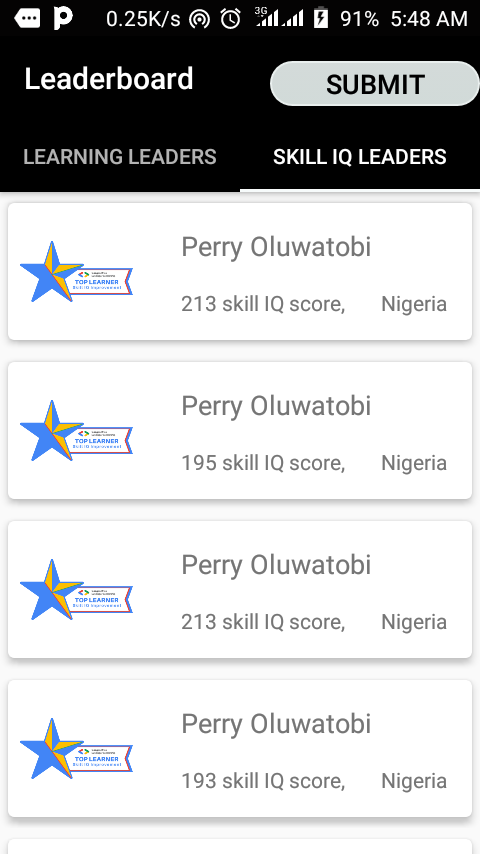 0.25K/s 3G 91% 5:48 AM
Leaderboard
SUBMIT
LEARNING LEADERS SKILL IQ LEADERS
Perry Oluwatobi
TOP LEARNER
Skill IQ Improvement
213 skill IQ score, Nigeria
Perry Oluwatobi
TOP LEARNER
Skill IQ Improvement
195 skill IQ score, Nigeria
Perry Oluwatobi
TOP LEARNER
Skill IQ Improvement
213 skill IQ score, Nigeria
Perry Oluwatobi
TOP LEARNER
Skill IQ Improvement
193 skill IQ score, Nigeria